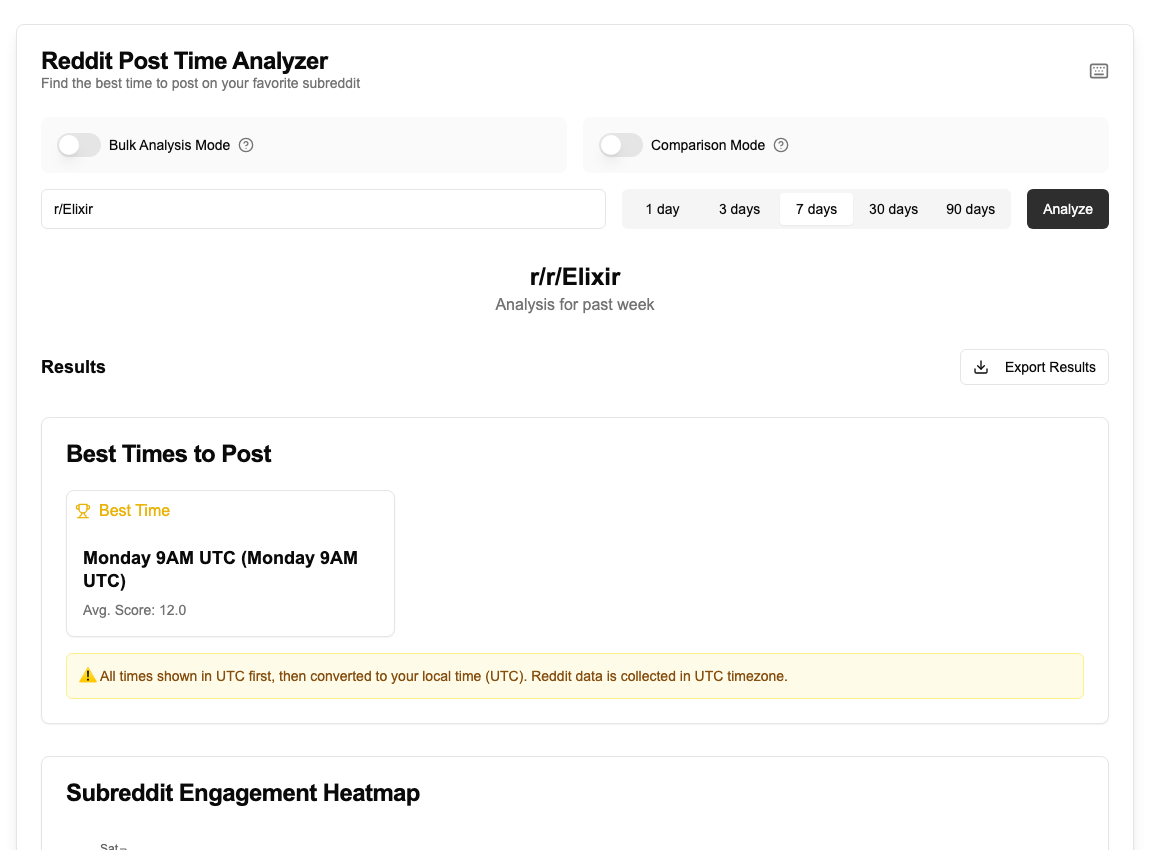 Reddit Post Time Analyzer
Find the best time to post on your favorite subreddit
Bulk Analysis Mode
Comparison Mode
r/Elixir
1 day
3 days
7 days
30 days
90 days
Analyze
r/r/Elixir
Analysis for past week
Results
Export Results
Best Times to Post
Best Time
Monday 9AM UTC (Monday 9AM
UTC)
Avg. Score: 12.0
All times shown in UTC first, then converted to your local time (UTC). Reddit data is collected in UTC timezone.
Subreddit Engagement Heatmap
Sat